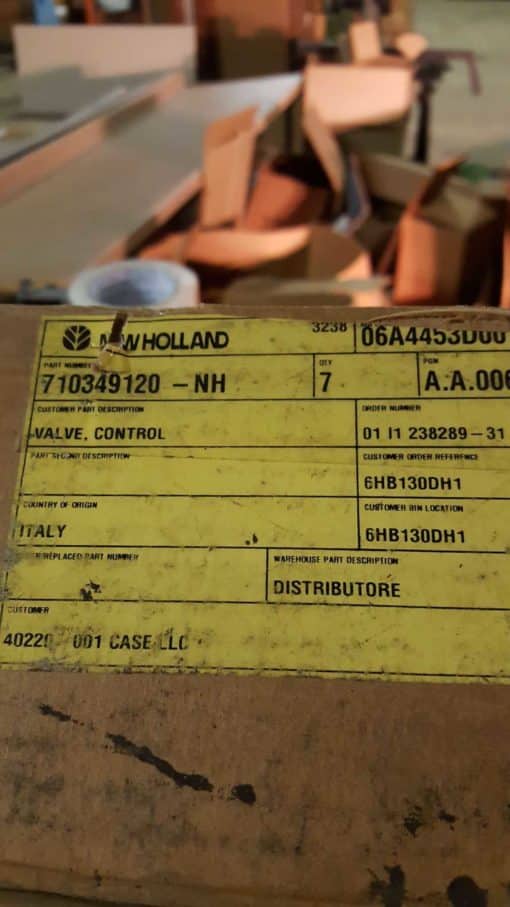 NEW HOLLAND 3238 06A4453D00
PART NUMBER QTY PGM
710349120 - NH 7 A.A.006
CUSTOMER PART DESCRIPTION ORDER NUMBER
VALVE, CONTROL 01 I1 238289-31
PART SECOND DESCRIPTION CUSTOMER ORDER REFERENCE
6HB130DH1
COUNTRY OF ORIGIN CUSTOMER BIN LOCATION
ITALY 6HB130DH1
REPLACED PART NUMBER WAREHOUSE PART DESCRIPTION
DISTRIBUTORE
CUSTOMER
40220 - 001 CASE LLC